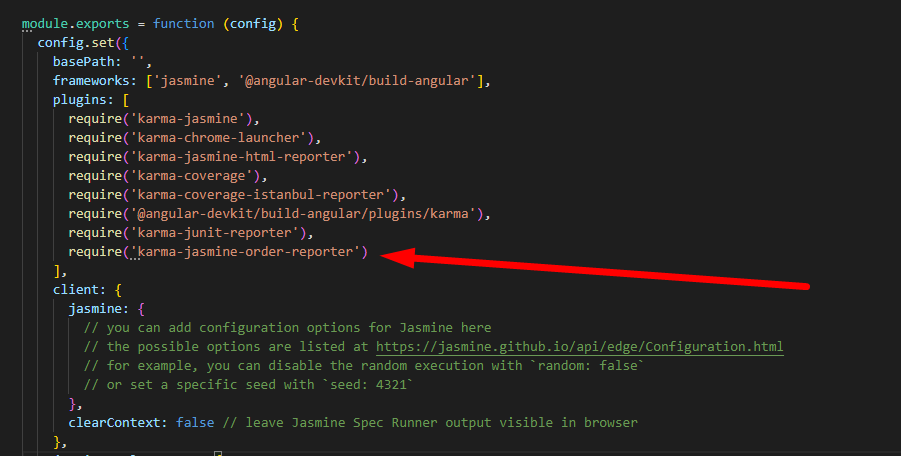 module.exports = function (config) {
config.set({
basePath: '',
frameworks: ['jasmine', '@angular-devkit/build-angular'],
plugins: [
require('karma-jasmine'),
require('karma-chrome-launcher'),
require('karma-jasmine-html-reporter'),
require('karma-coverage'),
require('karma-coverage-istanbul-reporter'),
require('@angular-devkit/build-angular/plugins/karma'),
require('karma-junit-reporter'),
require('karma-jasmine-order-reporter')
],
client: {
jasmine: {
// you can add configuration options for Jasmine here
// the possible options are listed at https://jasmine.github.io/api/edge/Configuration.html
// for example, you can disable the random execution with `random: false`
// or set a specific seed with `seed: 4321`
},
clearContext: false // leave Jasmine Spec Runner output visible in browser
},